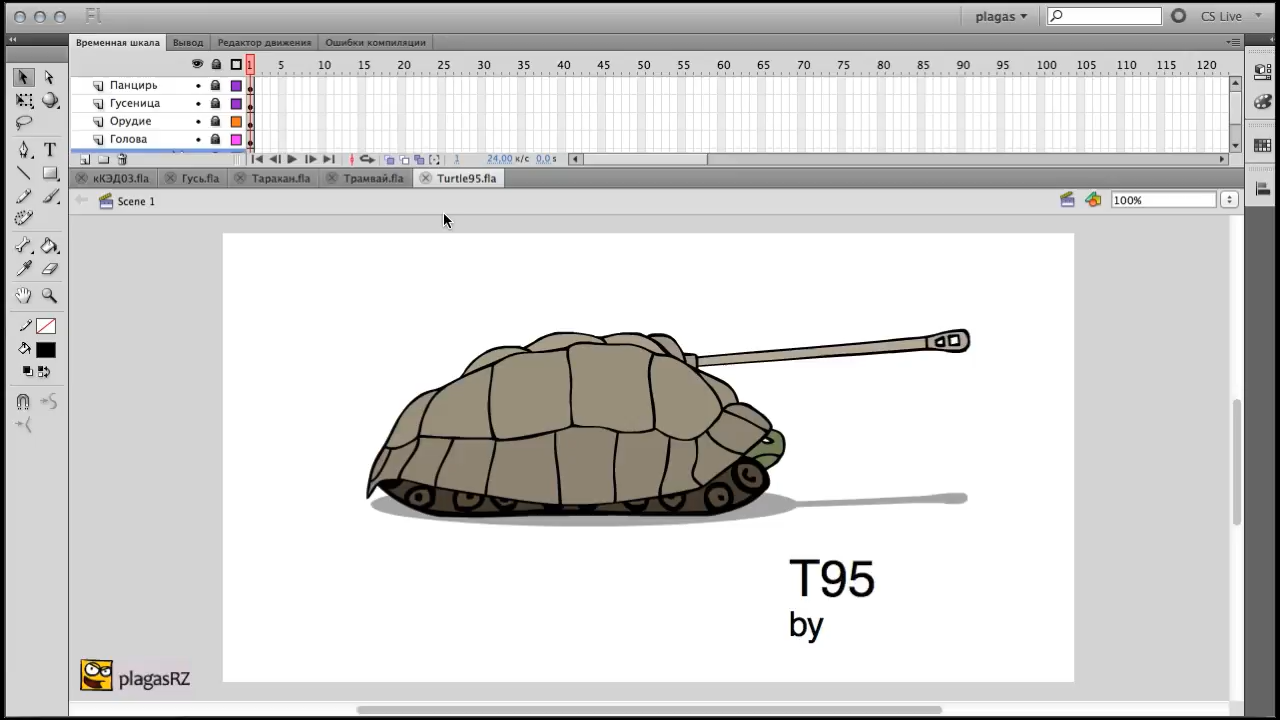 Fl
plagas
CS Live
Временная шкала Вывод Редактор движения Ошибки компиляции
1 5 10 15 20 25 30 35 40 45 50 55 60 65 70 75 80 85 90 95 100 105 110 115 120
Панцирь
Гусеница
Орудие
Голова
1 24,00 к/с 0,0 s
кКЭД03.fla Гусь.fla Таракан.fla Трамвай.fla Turtle95.fla
Scene 1
100%
T95
by
plagasRZ